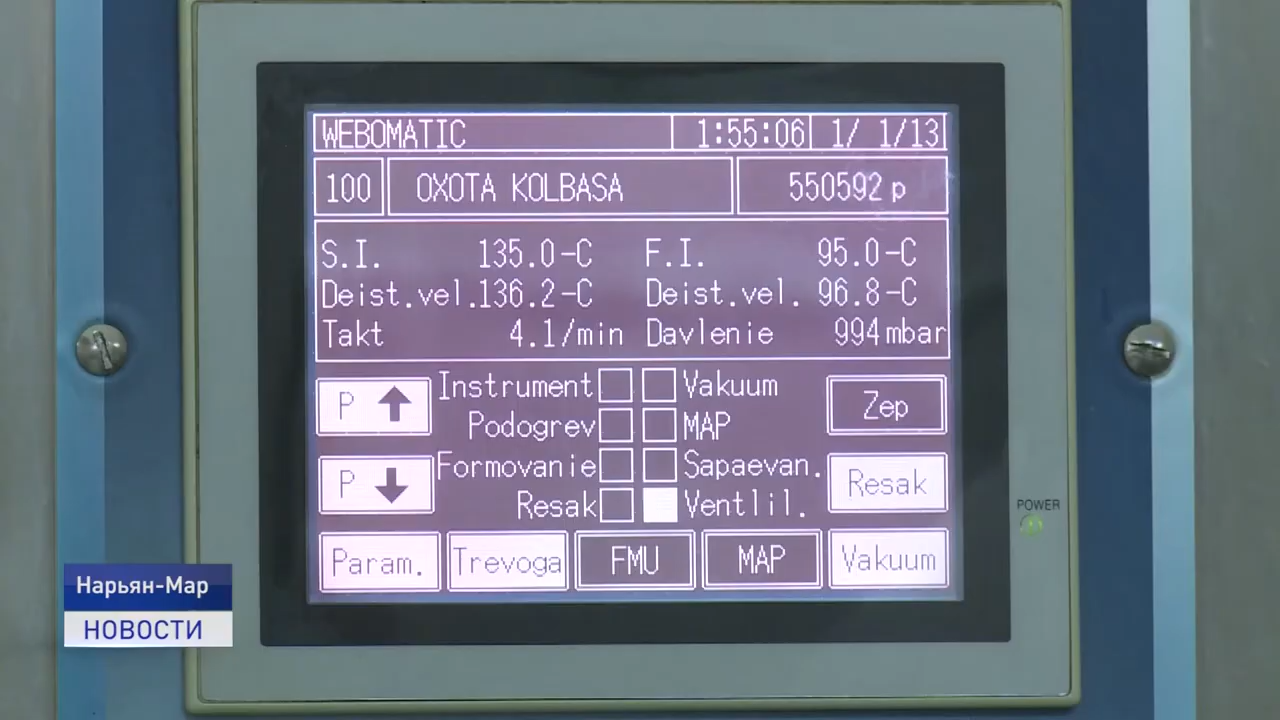 WEBOMATIC 1:55:06 1/ 1/13
100 OXOTA KOLBASA 550592 p
S.I. 135.0-C F.I. 95.0-C
Deist.vel.136.2-C Deist.vel. 96.8-C
Takt 4.1/min Davlenie 994mbar
P Instrument Vakuum Zep
Podogrev MAP
P Formovanie Sapaevan. Resak
Resak Ventlil.
POWER
Param. Trevoga FMU MAP Vakuum
Нарьян-Мар
НОВОСТИ